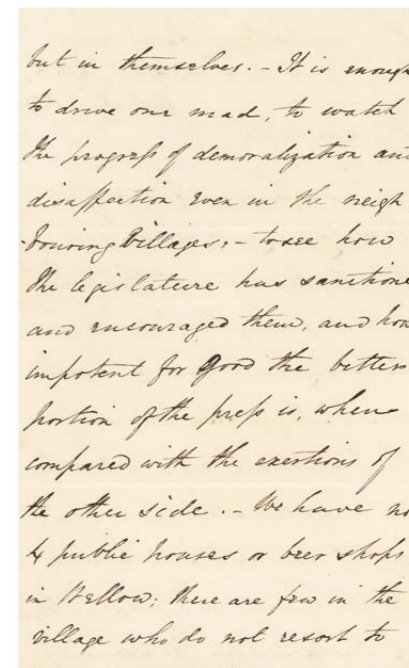 but in themselves. - It is enough
to drive one mad, to watch
the progress of demoralization and
disaffection even in the neigh
-bouring Villages, - to see how
the legislature has sanctione
and encouraged them, and how
impotent for good the better
portion of the press is, when
compared with the exertions of
the other side. - We have no
4 public houses or beer shops
in Wellow; there are few in the
village who do not resort to